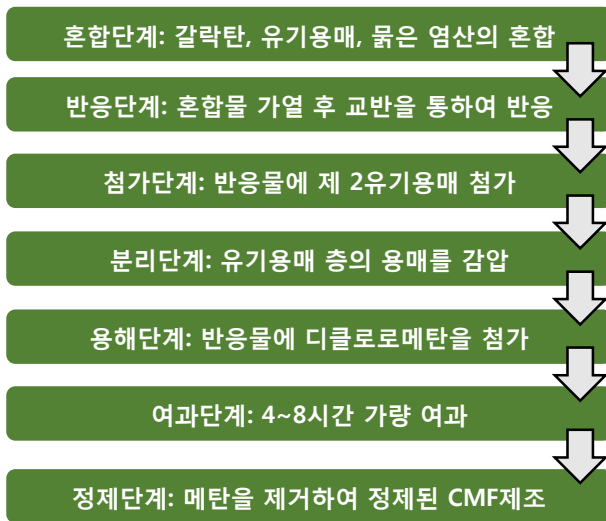 혼합단계: 갈락탄, 유기용매, 묽은 염산의 혼합
반응단계: 혼합물 가열 후 교반을 통하여 반응
첨가단계: 반응물에 제 2유기용매 첨가
분리단계: 유기용매 층의 용매를 감압
용해단계: 반응물에 디클로로메탄을 첨가
여과단계: 4~8시간 가량 여과
정제단계: 메탄을 제거하여 정제된 CMF제조